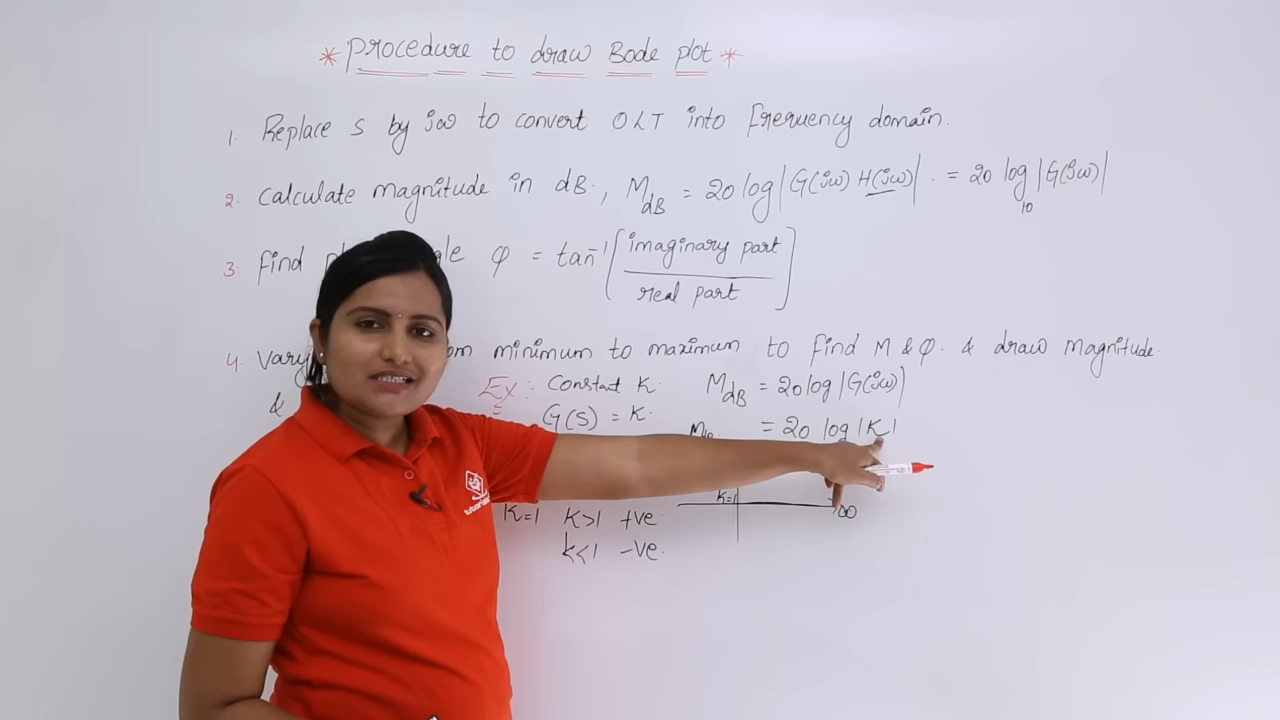 * Procedure to draw Bode plot *
1. Replace s by jω to convert O.L.T into frequency domain.
2. calculate magnitude in dB., M_dB = 20 log |G(jω) H(jω)| . = 20 log_10 |G(jω)|
3. find φ = tan⁻¹ (imaginary part / real part)
4. minimum to maximum to find M & φ. & draw Magnitude.
& Ex: Constant K. M_dB = 20 log |G(jω)|
G(S) = K. = 20 log |K|
K=1
K=1 K>1 +ve
K<1 -ve.